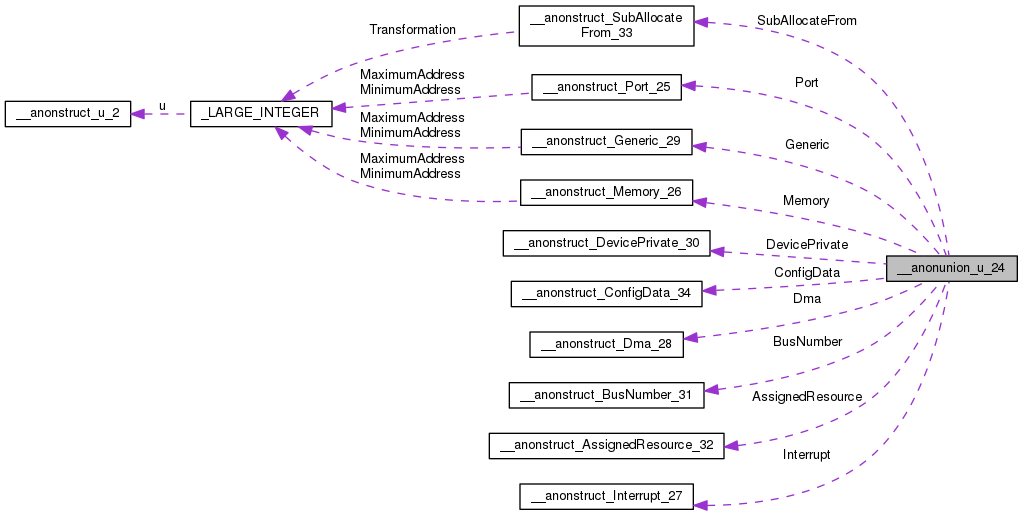 __anonstruct_SubAllocate
From_33
SubAllocateFrom
Transformation
MaximumAddress
MinimumAddress
__anonstruct_Port_25
Port
__anonstruct_u_2
u
_LARGE_INTEGER
MaximumAddress
MinimumAddress
__anonstruct_Generic_29
Generic
MaximumAddress
MinimumAddress
__anonstruct_Memory_26
Memory
__anonstruct_DevicePrivate_30
DevicePrivate
__anonunion_u_24
__anonstruct_ConfigData_34
ConfigData
Dma
__anonstruct_Dma_28
BusNumber
__anonstruct_BusNumber_31
AssignedResource
__anonstruct_AssignedResource_32
Interrupt
__anonstruct_Interrupt_27